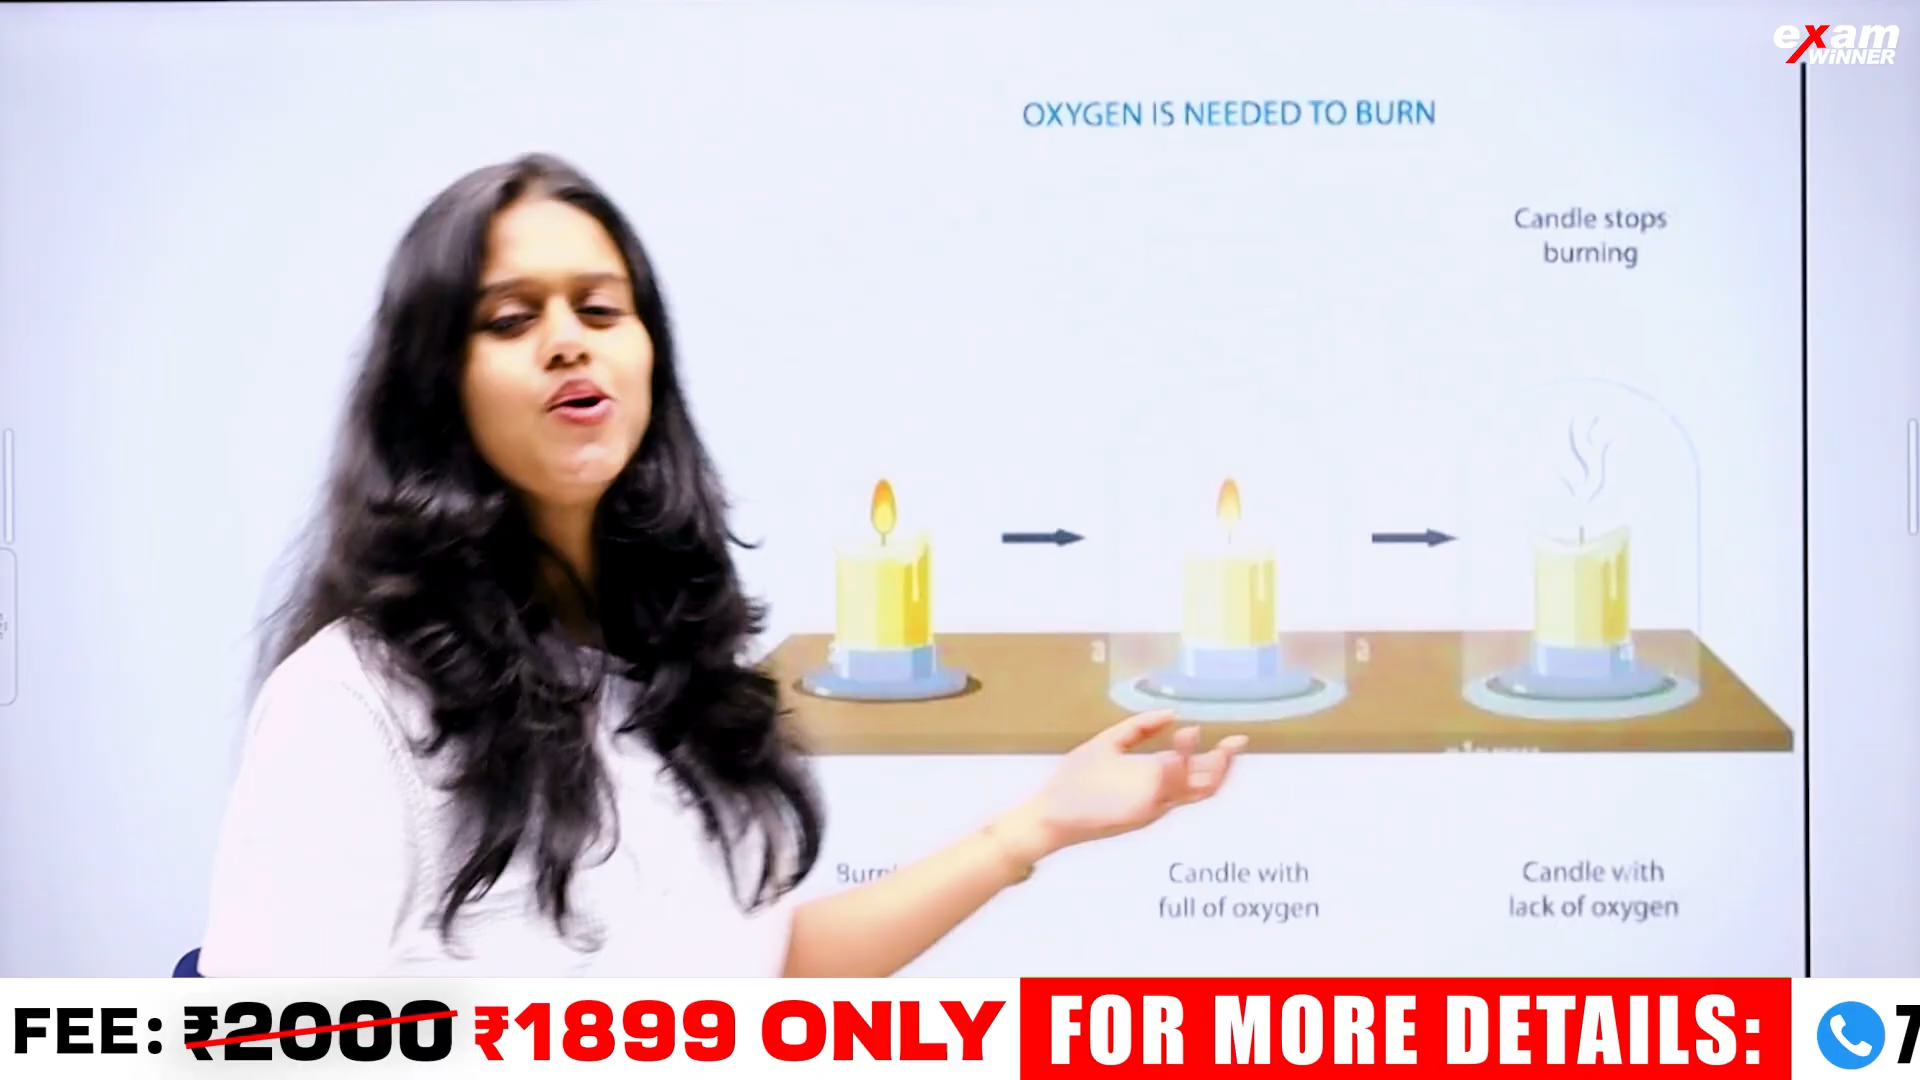 exam
WiNNER
OXYGEN IS NEEDED TO BURN
Candle stops
burning
a
a
a
Candle with
full of oxygen
Candle with
lack of oxygen
FEE: ₹2000 ₹1899 ONLY
FOR MORE DETAILS:
7